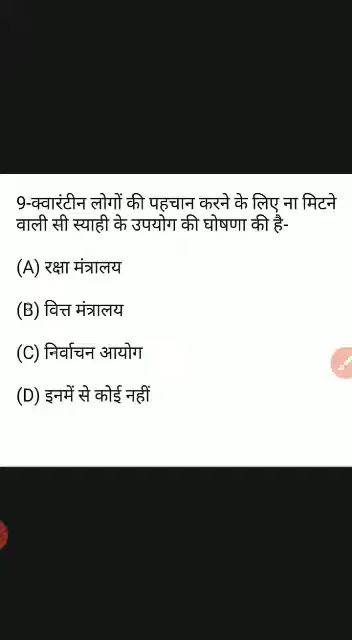 9-क्वारंटीन लोगों की पहचान करने के लिए ना मिटने
वाली सी स्याही के उपयोग की घोषणा की है-
(A) रक्षा मंत्रालय
(B) वित्त मंत्रालय
(C) निर्वाचन आयोग
(D) इनमें से कोई नहीं